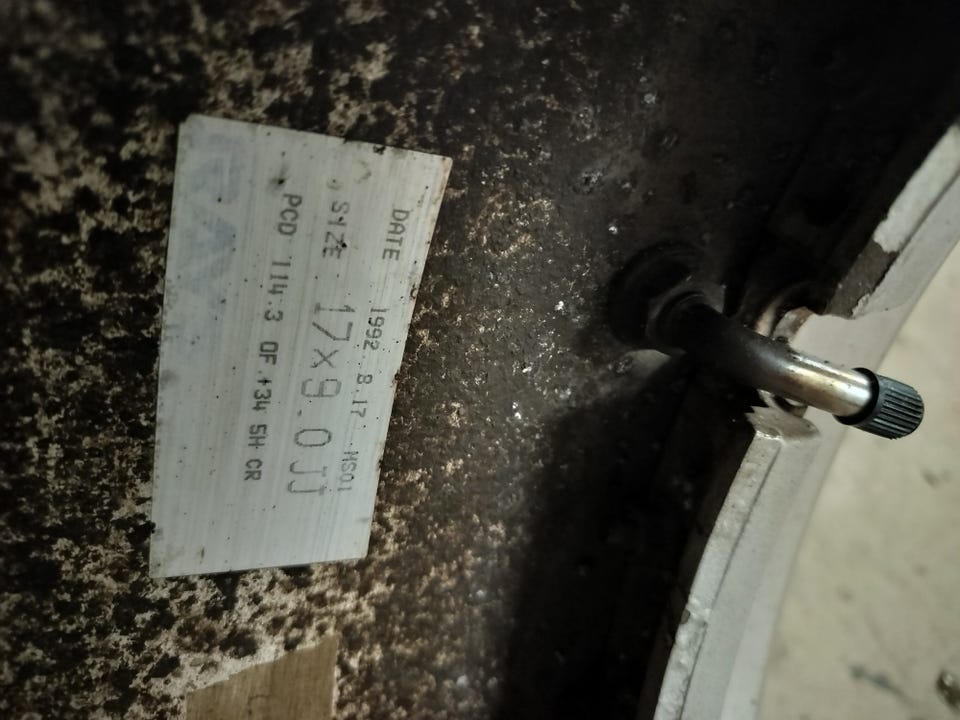 DATE 1992. 8.17 MS01
SIZE 17x9.0JJ
PCD 114.3 OF.+34 5H CR